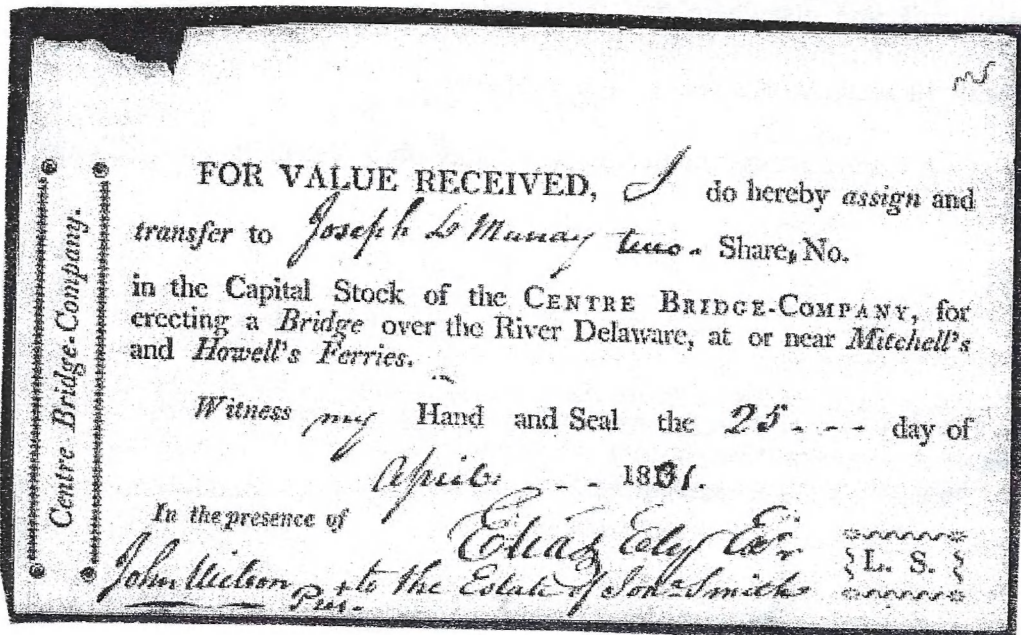 Centre Bridge-Company.
FOR VALUE RECEIVED, I do hereby assign and
transfer to Joseph D Murray two - Share, No.
in the Capital Stock of the CENTRE BRIDGE-COMPANY, for
erecting a Bridge over the River Delaware, at or near Mitchell's
and Howell's Ferries.
Witness my Hand and Seal the 25 - - - day of
April - - - 1831.
In the presence of
Elias Ely Exr.
L. S.
John Wilson to the Estate of Jona Smith